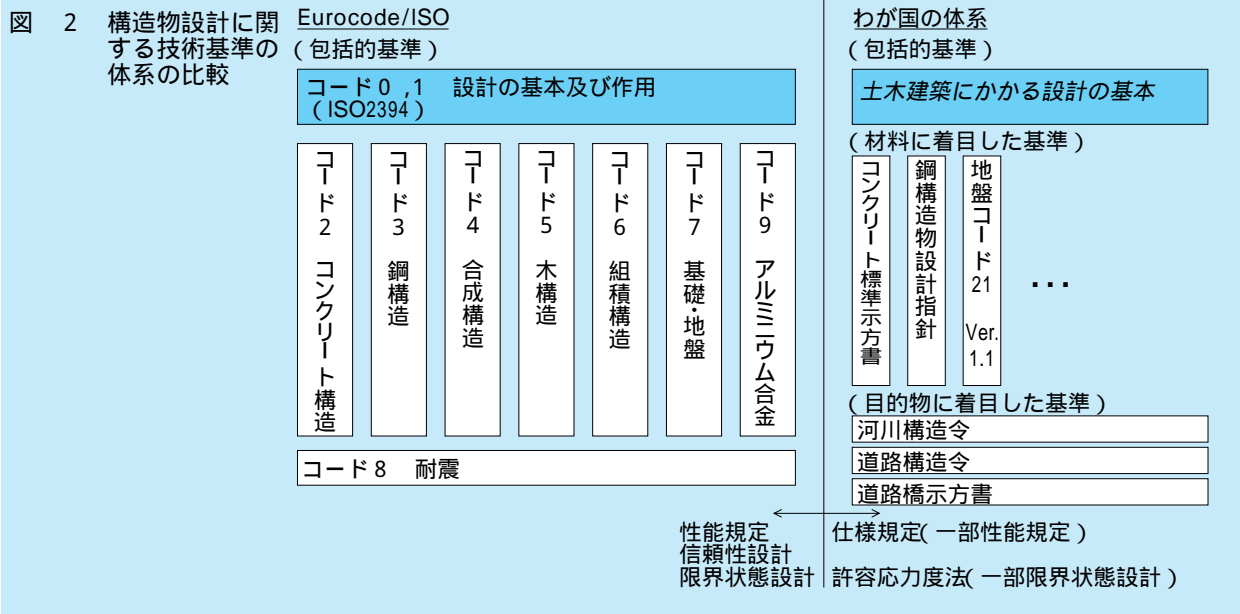 図 2 構造物設計に関
する技術基準の
体系の比較
Eurocode/ISO
(包括的基準)
コード0,1 設計の基本及び作用
(ISO2394)
コード2 コンクリート構造
コード3 鋼構造
コード4 合成構造
コード5 木構造
コード6 組積構造
コード7 基礎・地盤
コード9 アルミニウム合金
コード8 耐震
わが国の体系
(包括的基準)
土木建築にかかる設計の基本
(材料に着目した基準)
コンクリート標準示方書
鋼構造物設計指針
地盤コード21 Ver.1.1
・・・
(目的物に着目した基準)
河川構造令
道路構造令
道路橋示方書
性能規定
信頼性設計
限界状態設計
仕様規定(一部性能規定)
許容応力度法(一部限界状態設計)